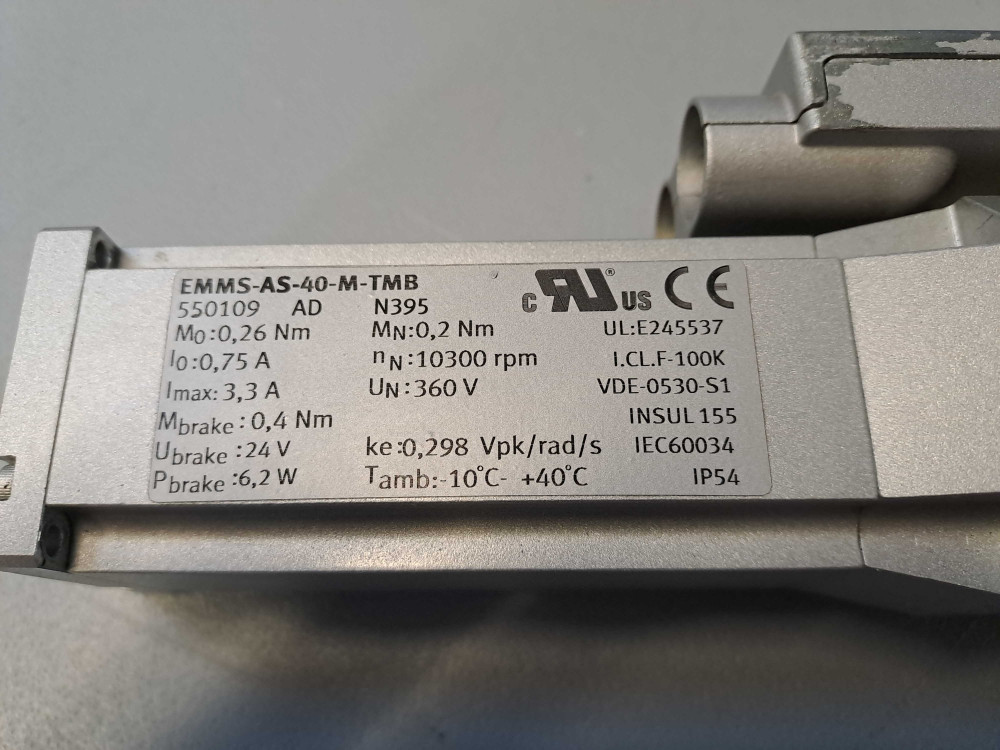 EMMS-AS-40-M-TMB
550109 AD N395 c RU® US CE
M0:0,26 Nm MN:0,2 Nm UL:E245537
I0:0,75 A nN:10300 rpm I.CL.F-100K
Imax: 3,3 A UN:360 V VDE-0530-S1
Mbrake:0,4 Nm INSUL 155
Ubrake:24 V ke:0,298 Vpk/rad/s IEC60034
Pbrake:6,2 W Tamb:-10°C- +40°C IP54